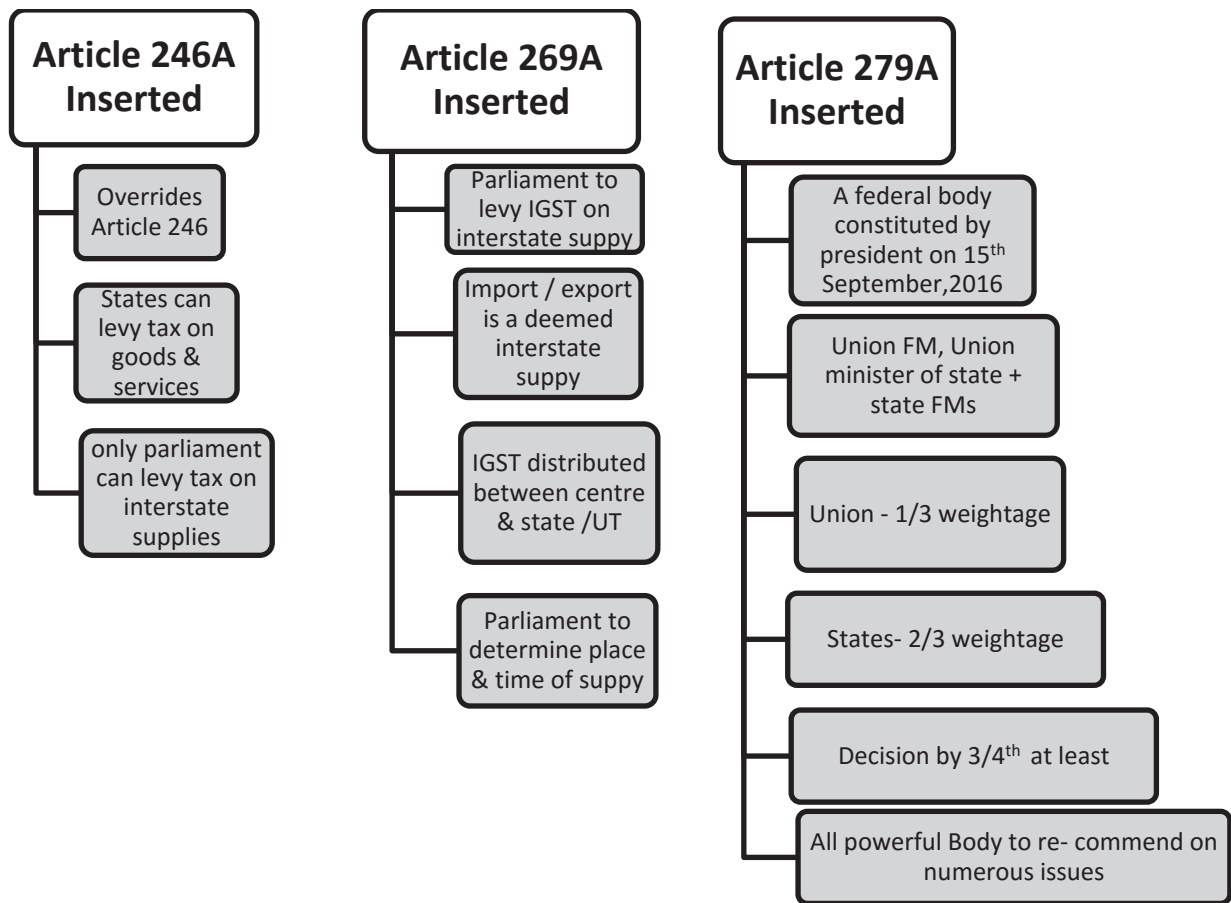 Article 246A
Inserted
Overrides
Article 246
States can
levy tax on
goods &
services
only parliament
can levy tax on
interstate
supplies
Article 269A
Inserted
Parliament to
levy IGST on
interstate suppy
Import / export
is a deemed
interstate
suppy
IGST distributed
between centre
& state /UT
Parliament to
determine place
& time of suppy
Article 279A
Inserted
A federal body
constituted by
president on 15th
September,2016
Union FM, Union
minister of state +
state FMs
Union - 1/3 weightage
States- 2/3 weightage
Decision by 3/4th at least
All powerful Body to re- commend on
numerous issues